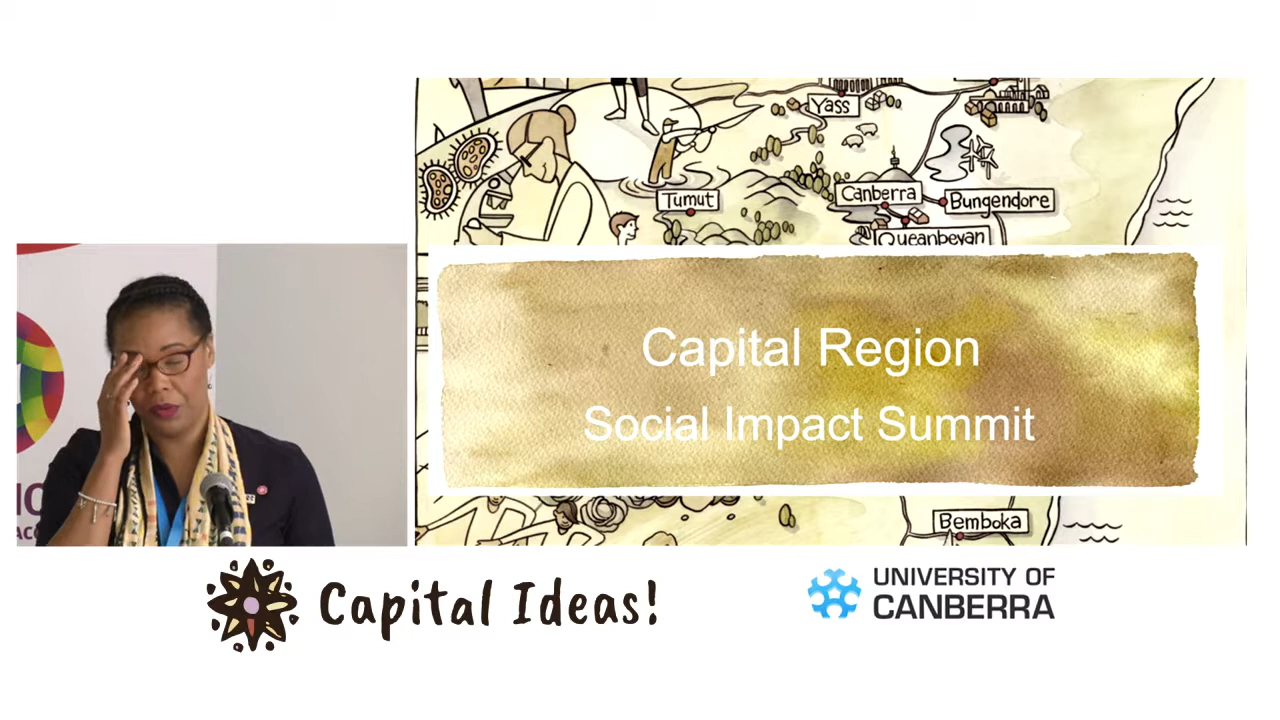 Yass
Canberra
Bungendore
Tumut
Queanbeyan
Capital Region
Social Impact Summit
Bemboka
Capital Ideas!
UNIVERSITY OF
CANBERRA